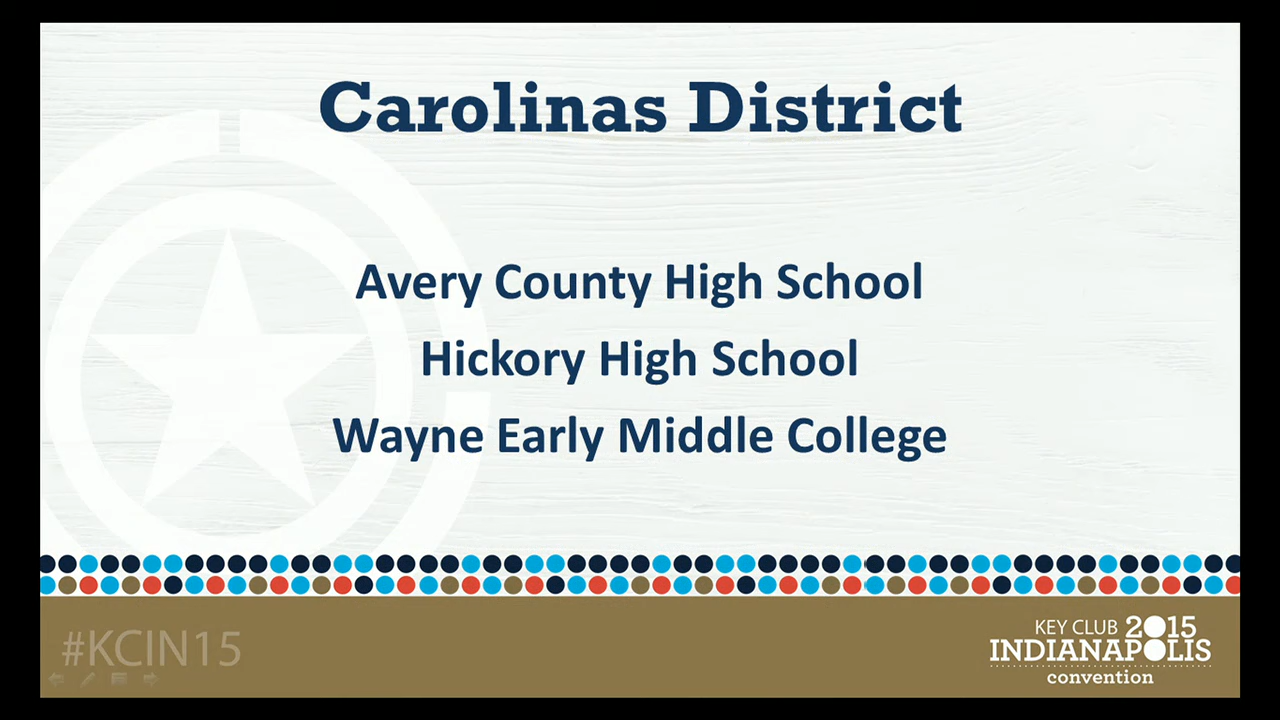 Carolinas District
Avery County High School
Hickory High School
Wayne Early Middle College
#KCIN15
KEY CLUB 2015
INDIANAPOLIS
convention